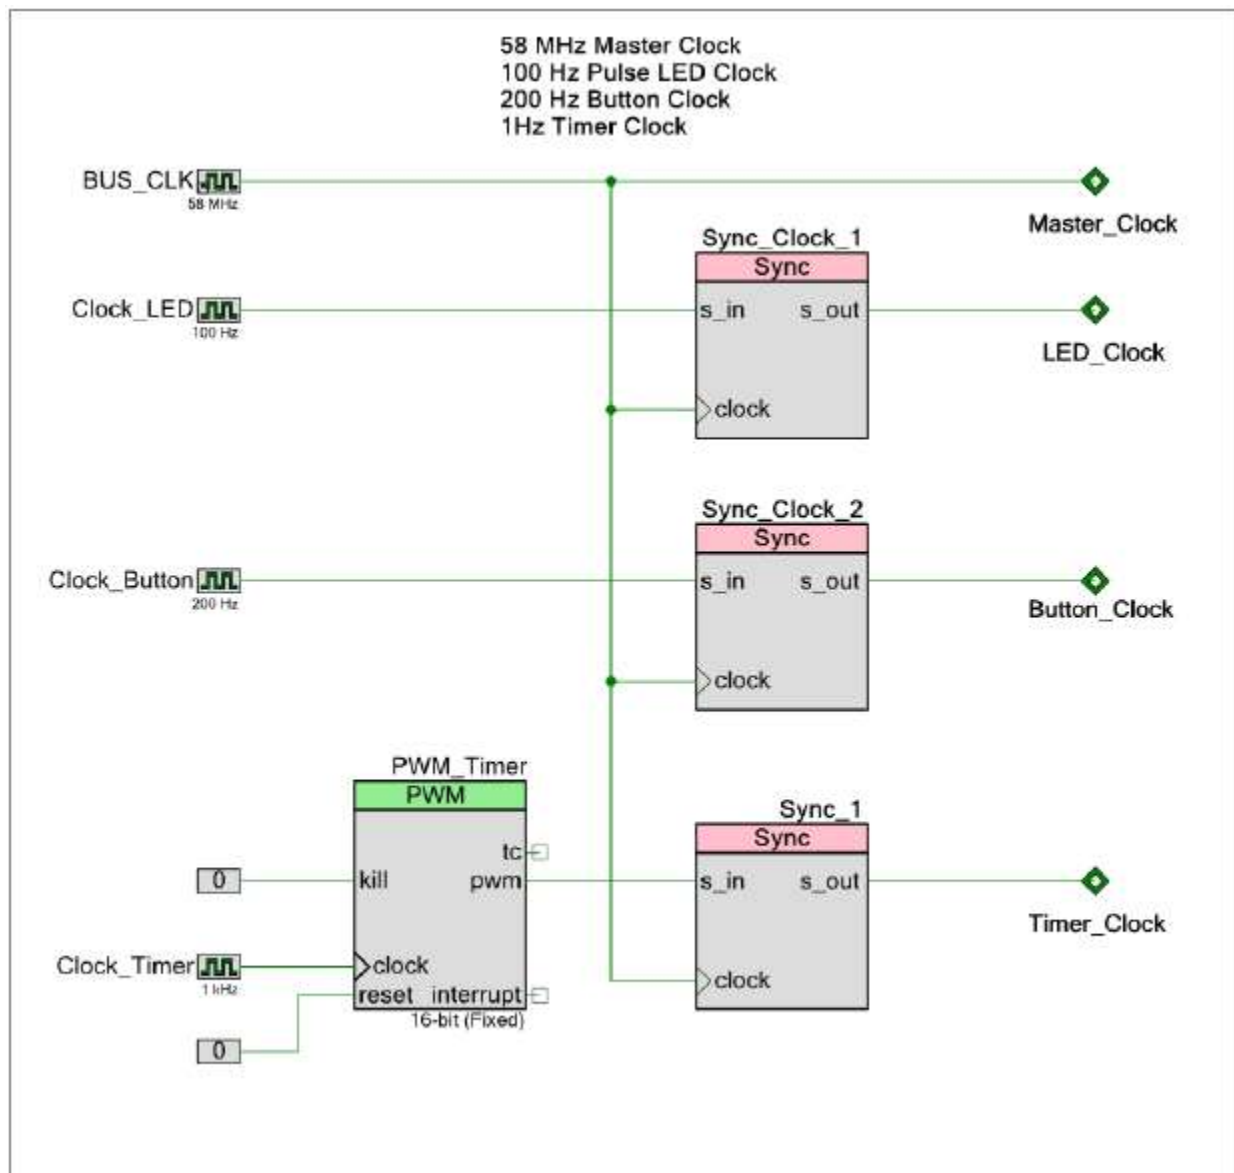 58 MHz Master Clock
100 Hz Pulse LED Clock
200 Hz Button Clock
1Hz Timer Clock
BUS_CLK
58 MHz
Master_Clock
Sync_Clock_1
Sync
Clock_LED
100 Hz
s_in s_out
LED_Clock
clock
Sync_Clock_2
Sync
Clock_Button
200 Hz
s_in s_out
Button_Clock
clock
PWM_Timer
PWM
Sync_1
Sync
tc
0
kill pwm
s_in s_out
Timer_Clock
Clock_Timer
1 kHz
clock
clock
reset interrupt
16-bit (Fixed)
0